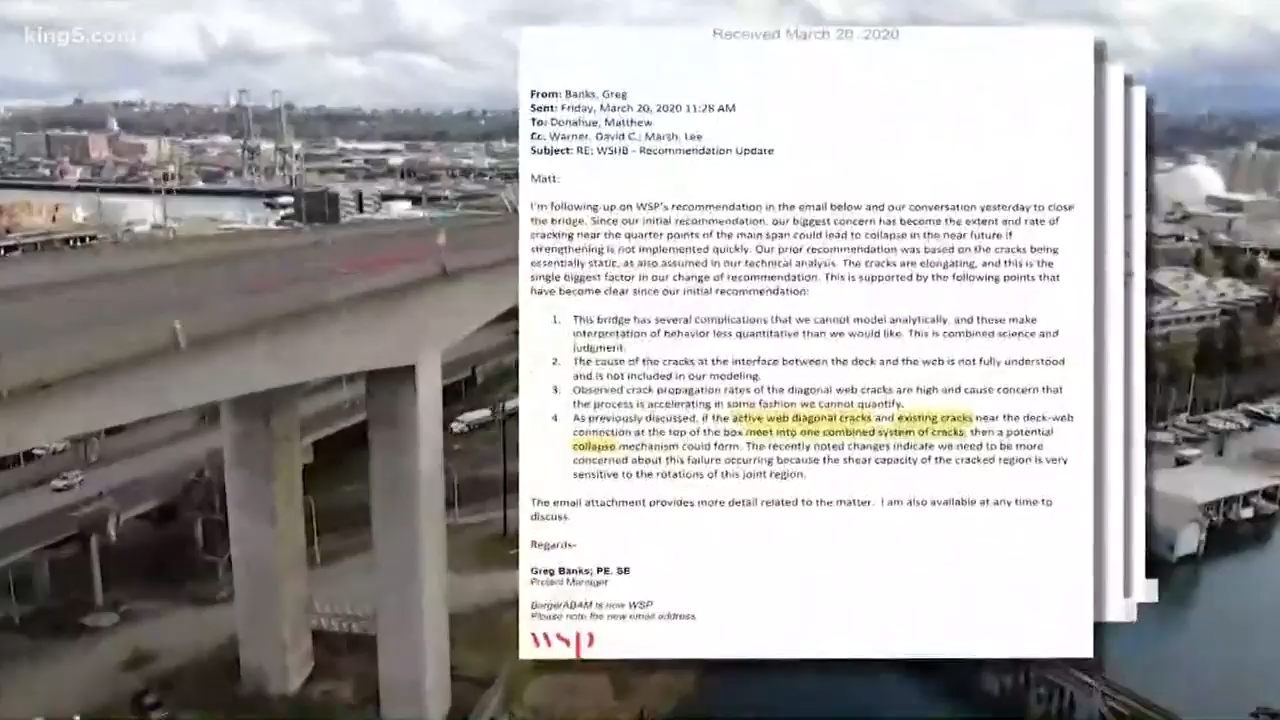 king5.com
Received March 20, 2020
From: Banks, Greg
Sent: Friday, March 20, 2020 11:28 AM
To: Donahue, Matthew
Cc: Warner, David C.; Marsh, Lee
Subject: RE: WSHB - Recommendation Update
Matt:
I'm following up on WSP's recommendation in the email below and our conversation yesterday to close
the bridge. Since our initial recommendation, our biggest concern has become the extent and rate of
cracking near the quarter points of the main span could lead to collapse in the near future if
strengthening is not implemented quickly. Our prior recommendation was based on the cracks being
essentially static, as also assumed in our technical analysis. The cracks are elongating, and this is the
single biggest factor in our change of recommendation. This is supported by the following points that
have become clear since our initial recommendation:
1. This bridge has several complications that we cannot model analytically, and these make
interpretation of behavior less quantitative than we would like. This is combined science and
judgment.
2. The cause of the cracks at the interface between the deck and the web is not fully understood
and is not included in our modeling.
3. Observed crack propagation rates of the diagonal web cracks are high and cause concern that
the process is accelerating in some fashion we cannot quantify.
4 As previously discussed, if the active web diagonal cracks and existing cracks near the deck-web
connection at the top of the box meet into one combined system of cracks, then a potential
collapse mechanism could form. The recently noted changes indicate we need to be more
concerned about this failure occurring because the shear capacity of the cracked region is very
sensitive to the rotations of this joint region.
The email attachment provides more detail related to the matter. I am also available at any time to
discuss.
Regards-
Greg Banks; PE, SE
Project Manager
BergerABAM is now WSP
Please note the new email address.
wsp